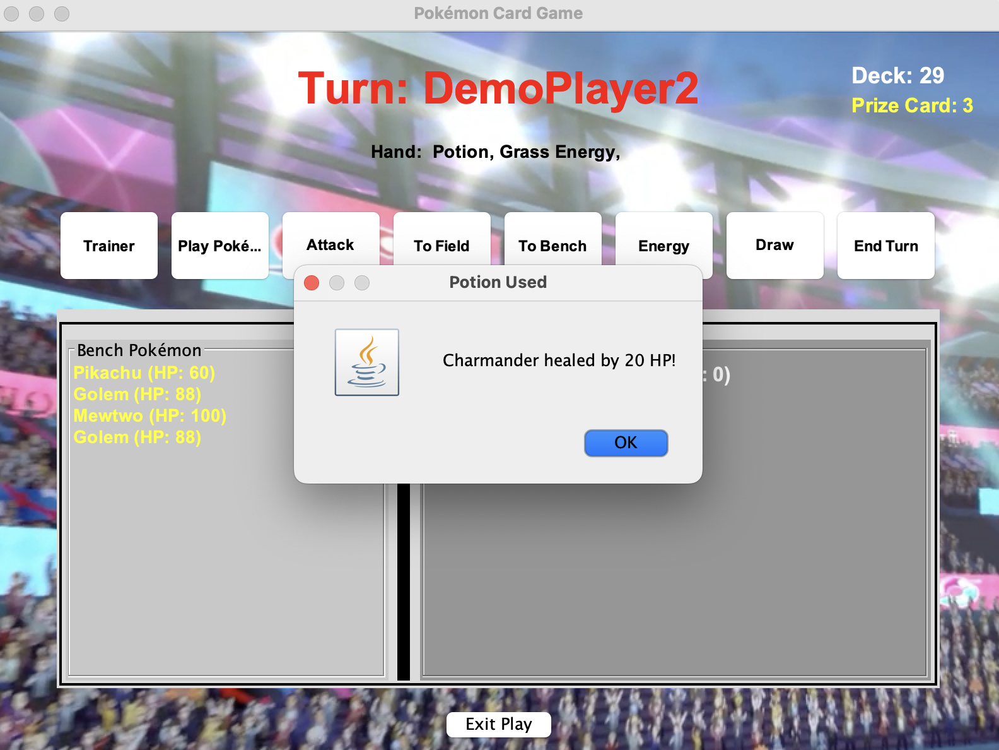 Pokémon Card Game
Turn: DemoPlayer2
Deck: 29
Prize Card: 3
Hand:  Potion, Grass Energy,
Trainer
Play Poké...
Attack
To Field
To Bench
Energy
Draw
End Turn
Potion Used
Charmander healed by 20 HP!
OK
Bench Pokémon
Pikachu (HP: 60)
Golem (HP: 88)
Mewtwo (HP: 100)
Golem (HP: 88)
: 0)
Exit Play